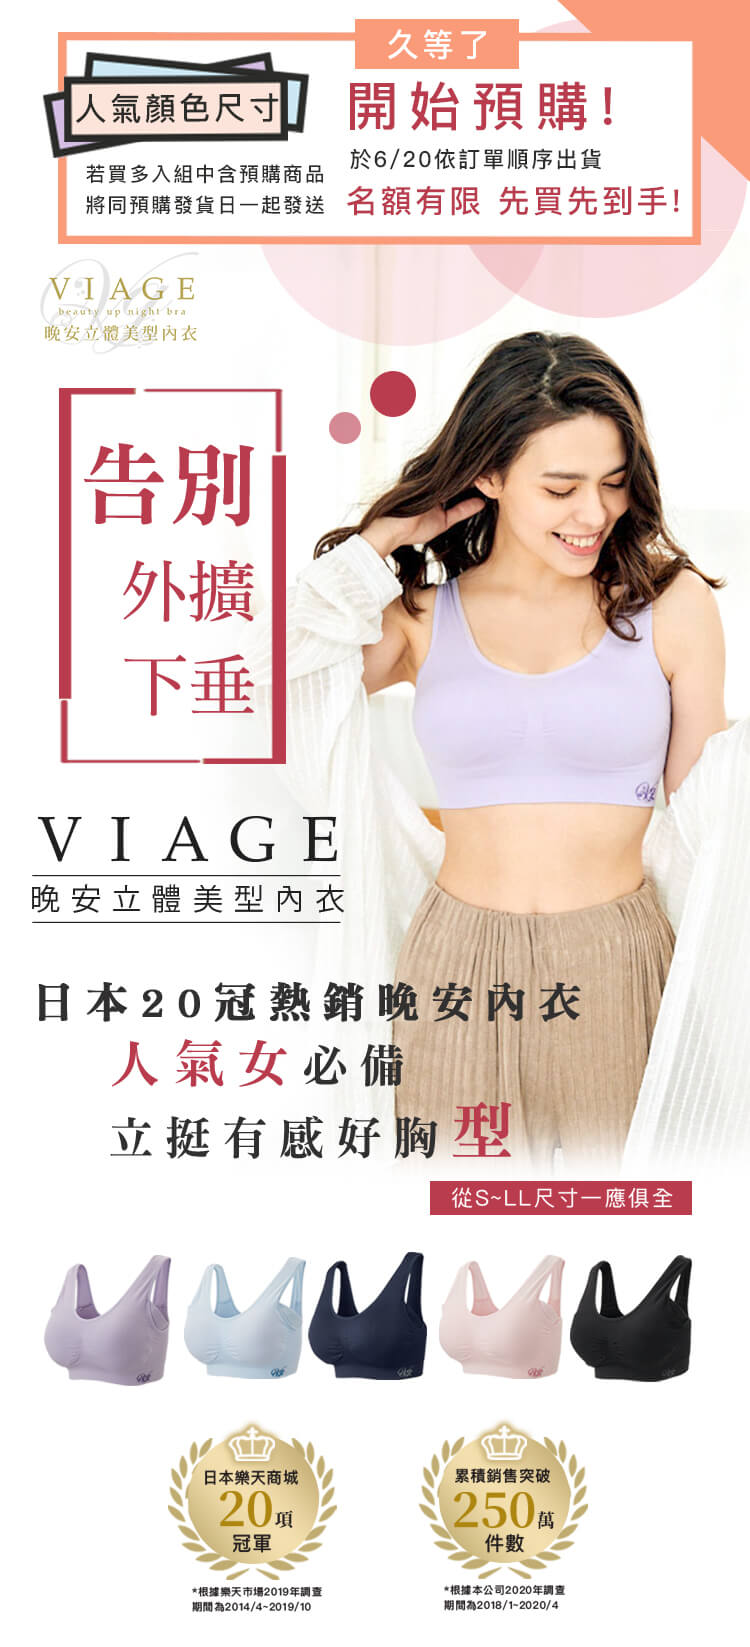 久等了
人氣顏色尺寸
開始預購!
若買多入組中含預購商品
將同預購發貨日一起發送
於6/20依訂單順序出貨
名額有限 先買先到手!
VIAGE
beauty up night bra
晚安立體美型內衣
告別
外擴
下垂
VIAGE
晚安立體美型內衣
日本20冠熱銷晚安內衣
人氣女必備
立挺有感好胸型
從S~LL尺寸一應俱全
日本樂天商城
20項
冠軍
*根據樂天市場2019年調查
期間為2014/4~2019/10
累積銷售突破
250萬
件數
*根據本公司2020年調查
期間為2018/1~2020/4